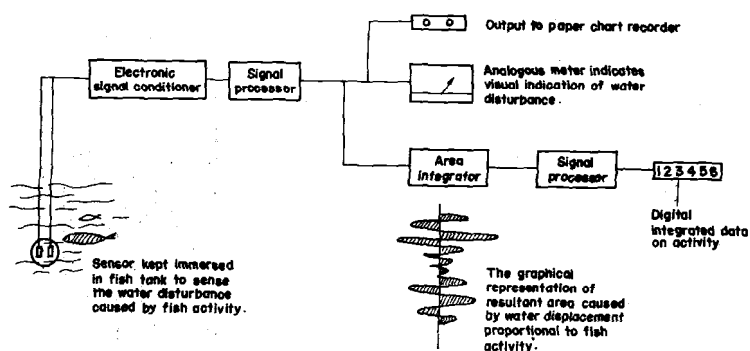 Output to paper chart recorder
Electronic
signal conditioner
Signal
processor
Analogous meter indicates
visual indication of water
disturbance.
Area
integrator
Signal
processor
123456
Digital
integrated data
on activity
Sensor kept immersed
in fish tank to sense
the water disturbance
caused by fish activity.
The graphical
representation of
resultant area caused
by water displacement
proportional to fish
activity.